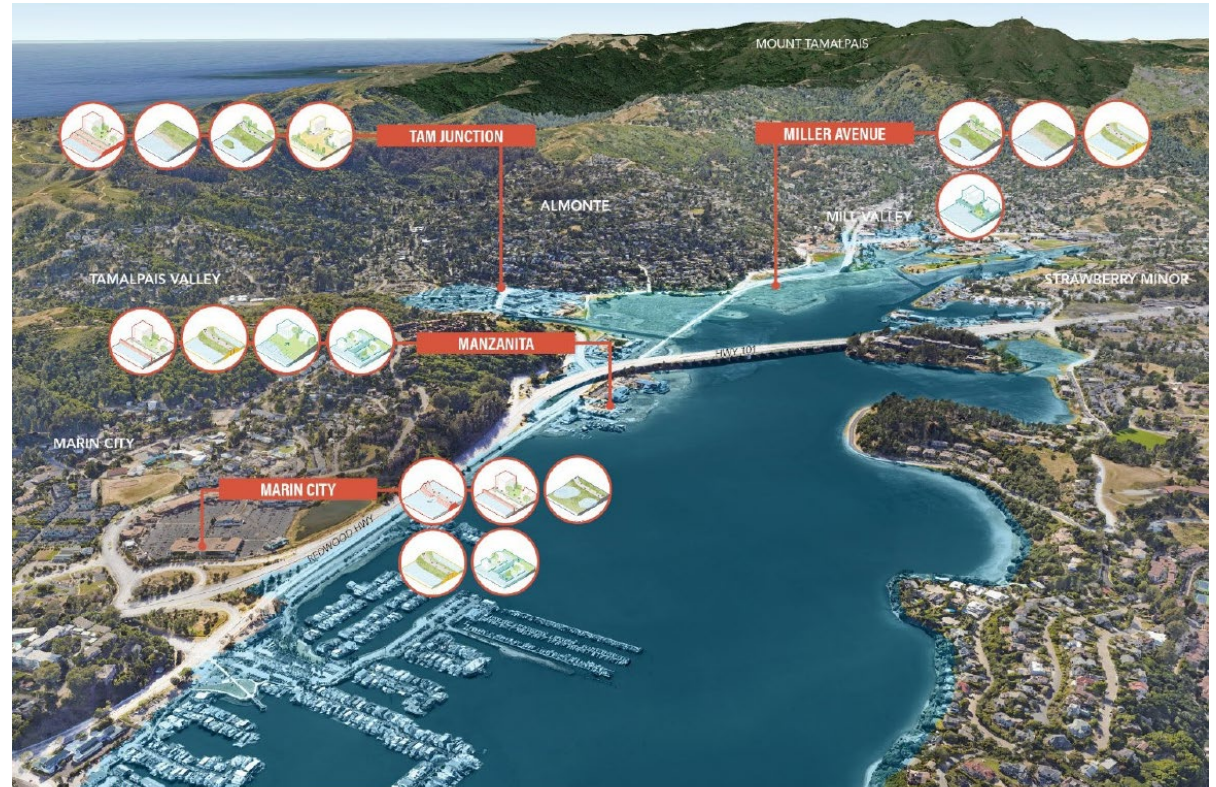 MOUNT TAMALPAIS
TAM JUNCTION
MILLER AVENUE
ALMONTE
MILL VALLEY
TAMALPAIS VALLEY
STRAWBERRY MINOR
MANZANITA
HWY 101
MARIN CITY
MARIN CITY
REDWOOD HWY